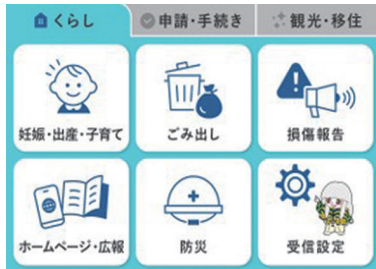 くらし
申請・手続き
観光・移住
妊娠・出産・子育て
ごみ出し
損傷報告
ホームページ・広報
防災
受信設定